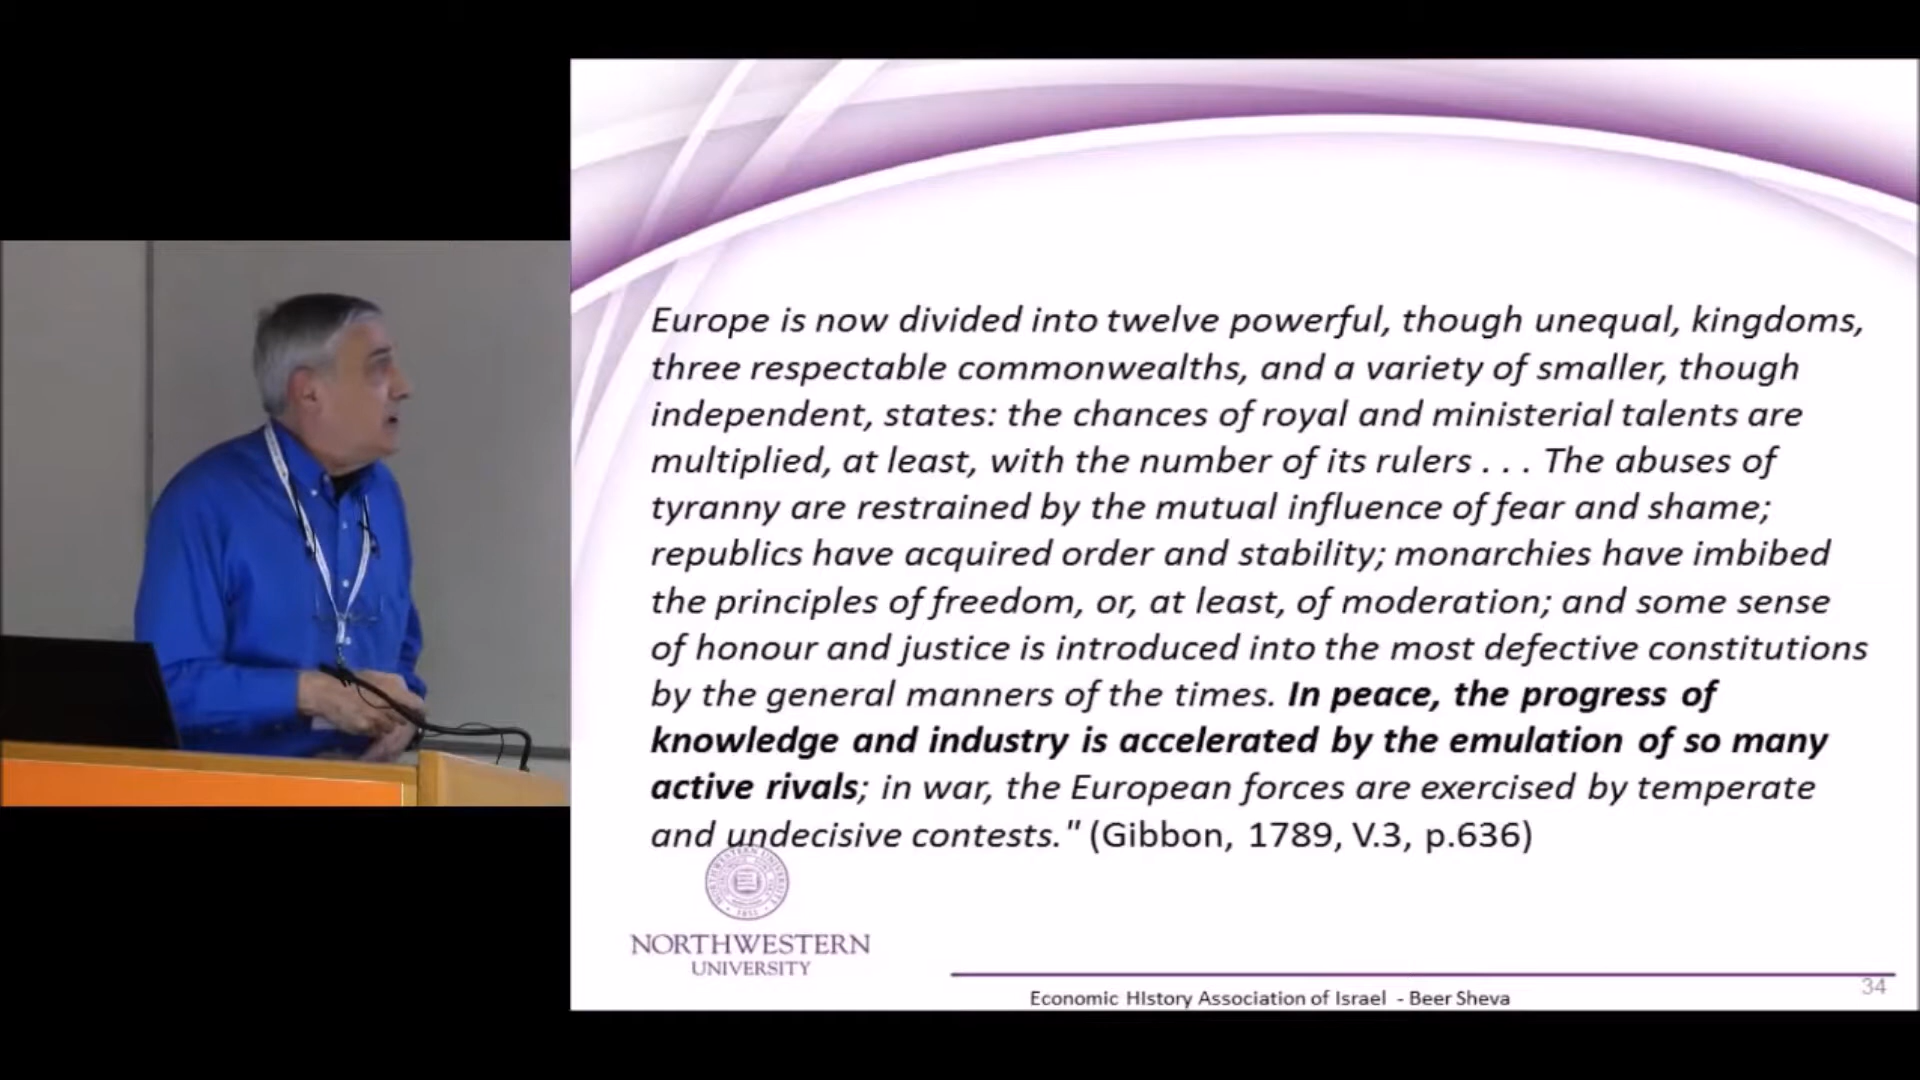 Europe is now divided into twelve powerful, though unequal, kingdoms,
three respectable commonwealths, and a variety of smaller, though
independent, states: the chances of royal and ministerial talents are
multiplied, at least, with the number of its rulers . . . The abuses of
tyranny are restrained by the mutual influence of fear and shame;
republics have acquired order and stability; monarchies have imbibed
the principles of freedom, or, at least, of moderation; and some sense
of honour and justice is introduced into the most defective constitutions
by the general manners of the times. In peace, the progress of
knowledge and industry is accelerated by the emulation of so many
active rivals; in war, the European forces are exercised by temperate
and undecisive contests." (Gibbon, 1789, V.3, p.636)
NORTHWESTERN
UNIVERSITY
Economic HIstory Association of Israel - Beer Sheva
34